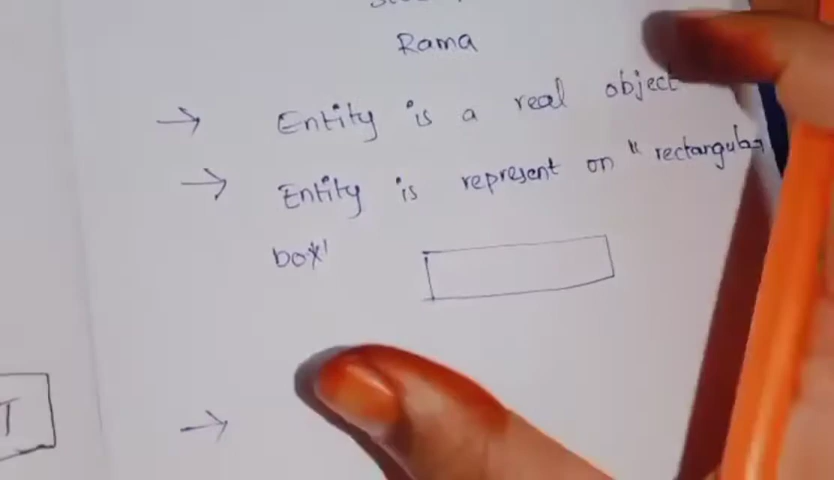 Rama
→ Entity is a real object
→ Entity is represent on "rectangular
box'
→
T